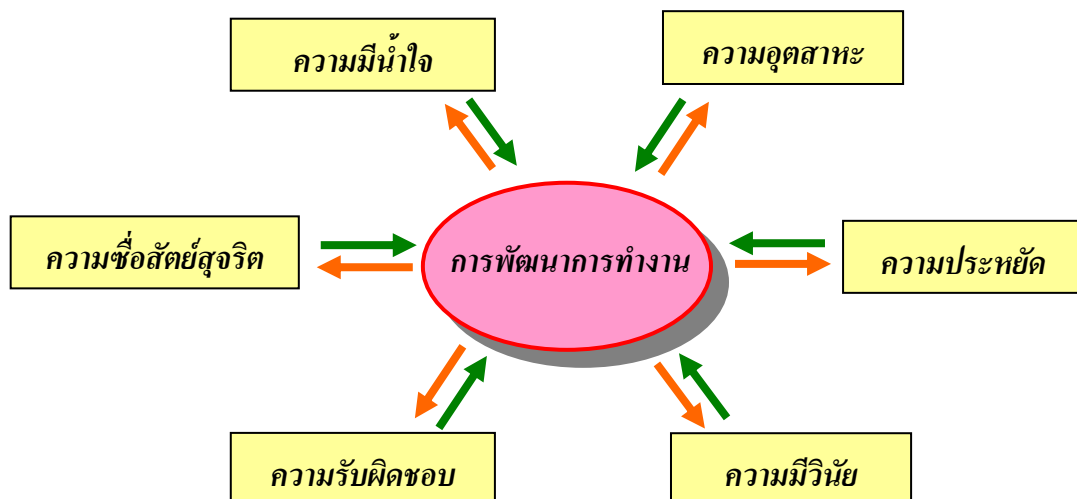 ความมีน้ำใจ
ความอุตสาหะ
ความซื่อสัตย์สุจริต
การพัฒนาการทำงาน
ความประหยัด
ความรับผิดชอบ
ความมีวินัย